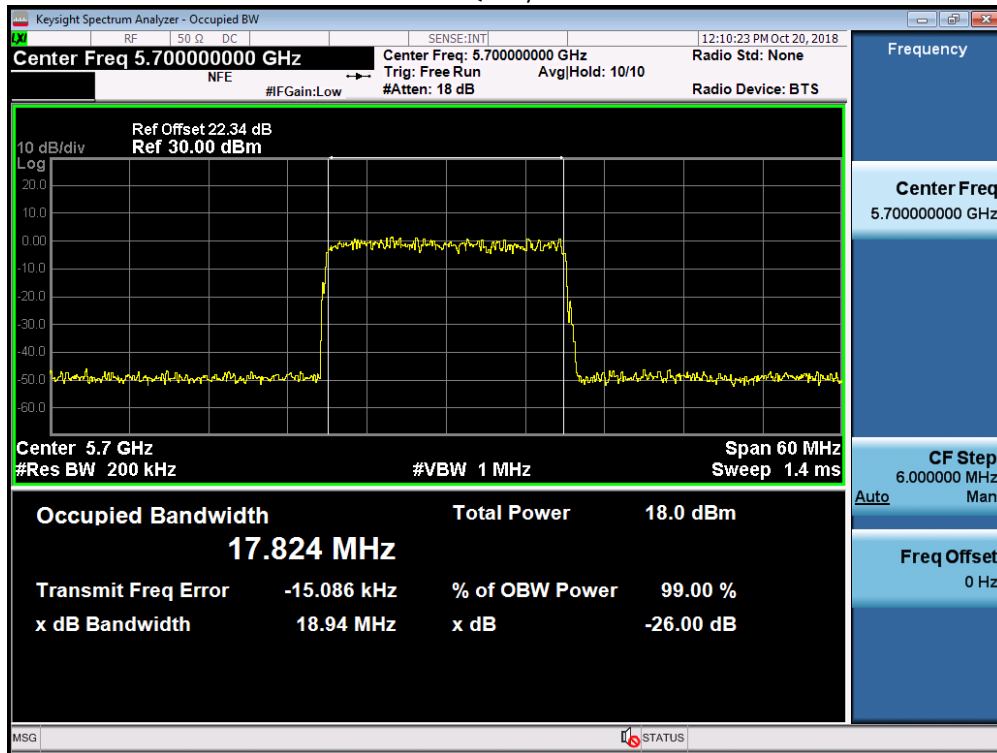 Keysight Spectrum Analyzer - Occupied BW
LXI RF 50 Ω DC SENSE:INT 12:10:23 PM Oct 20, 2018
Center Freq 5.700000000 GHz
NFE
#IFGain:Low
Center Freq: 5.700000000 GHz
Trig: Free Run Avg|Hold: 10/10
#Atten: 18 dB
Radio Std: None
Radio Device: BTS
Ref Offset 22.34 dB
10 dB/div Ref 30.00 dBm
Log
20.0
10.0
0.00
-10.0
-20.0
-30.0
-40.0
-50.0
-60.0
Center 5.7 GHz Span 60 MHz
#Res BW 200 kHz #VBW 1 MHz Sweep 1.4 ms
Occupied Bandwidth Total Power 18.0 dBm
17.824 MHz
Transmit Freq Error -15.086 kHz % of OBW Power 99.00 %
x dB Bandwidth 18.94 MHz x dB -26.00 dB
MSG STATUS
Frequency
Center Freq
5.700000000 GHz
CF Step
6.000000 MHz
Auto Man
Freq Offset
0 Hz